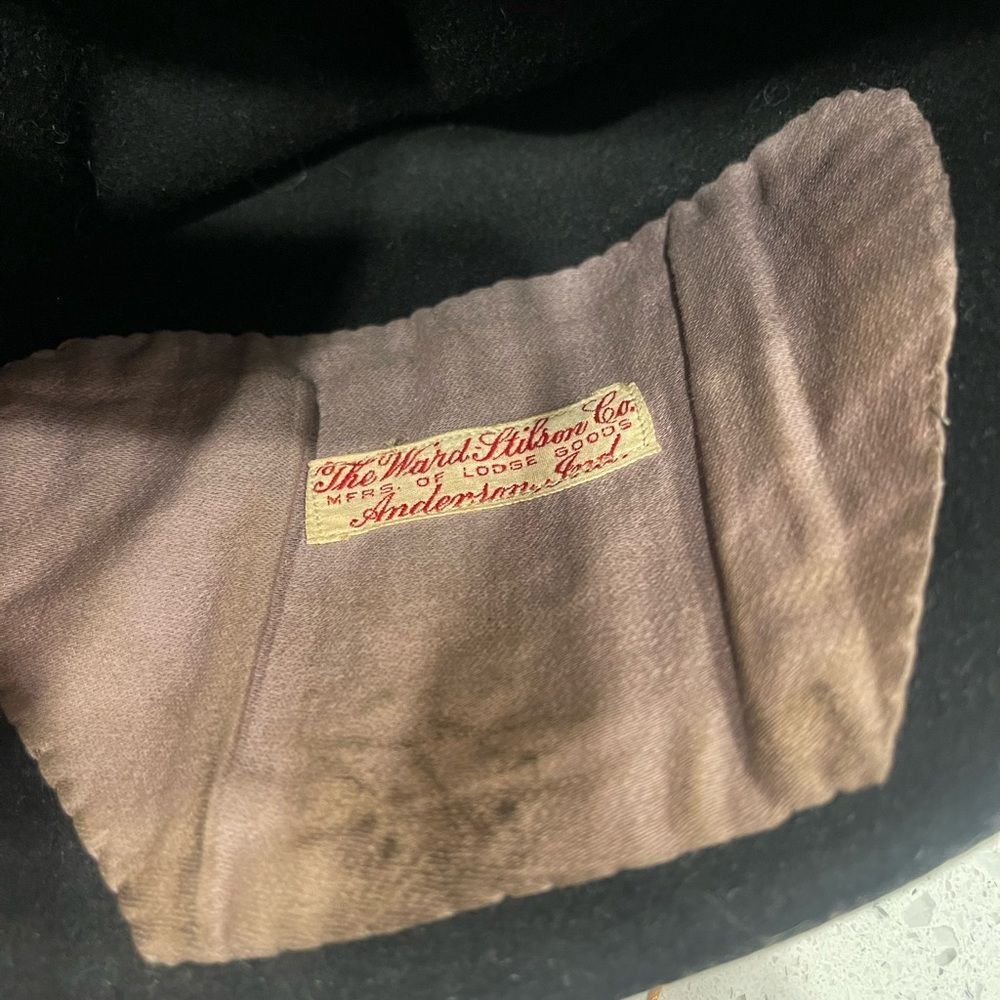 The Ward-Stilson Co.
MFRS. OF LODGE GOODS
Anderson, Ind.